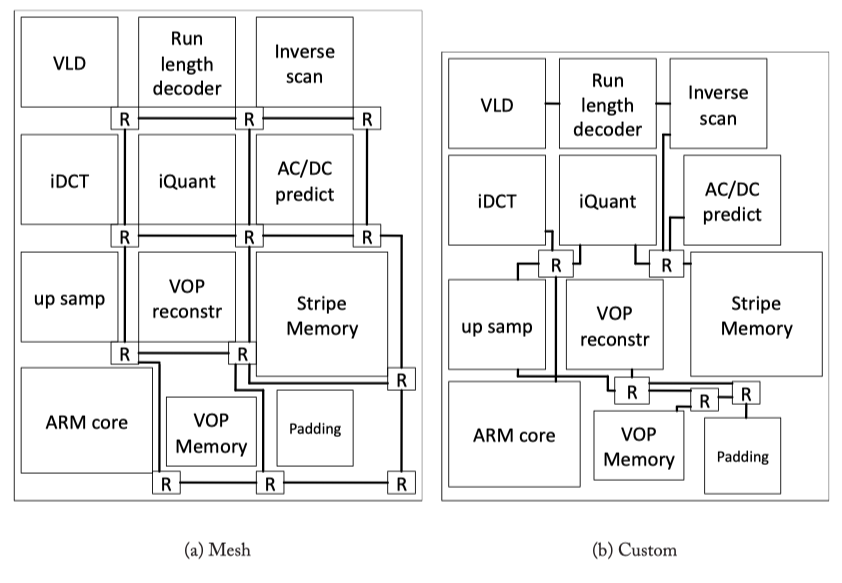 VLD
Run
length
decoder
Inverse
scan
R
R
R
iDCT
iQuant
AC/DC
predict
R
R
R
up samp
VOP
reconstr
Stripe
Memory
R
R
R
ARM core
VOP
Memory
Padding
R
R
R
(a) Mesh
VLD
Run
length
decoder
Inverse
scan
iDCT
iQuant
AC/DC
predict
R
R
up samp
VOP
reconstr
Stripe
Memory
R
R
R
ARM core
VOP
Memory
Padding
(b) Custom